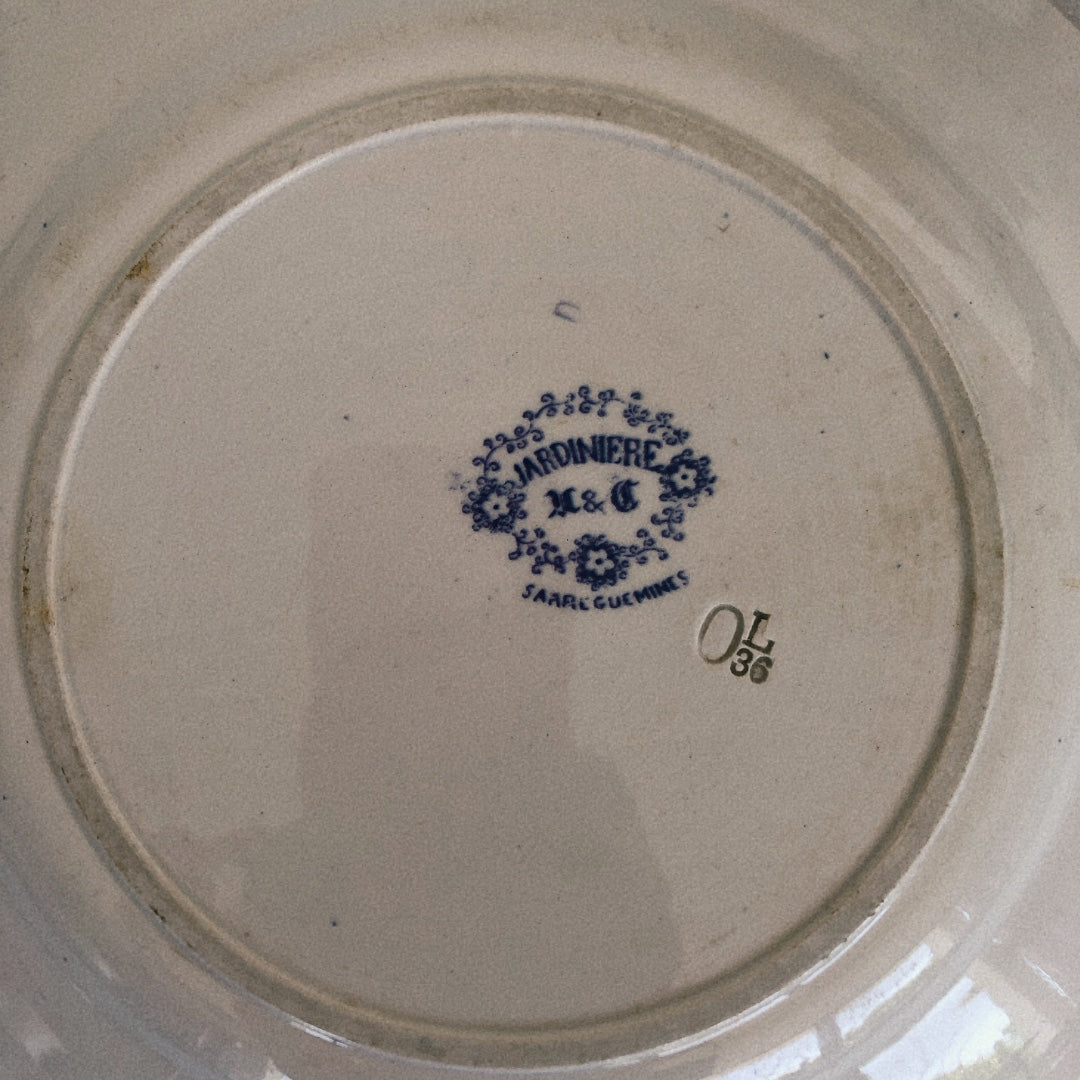 JARDINIERE
U & C
SARREGUEMINES
OL
36